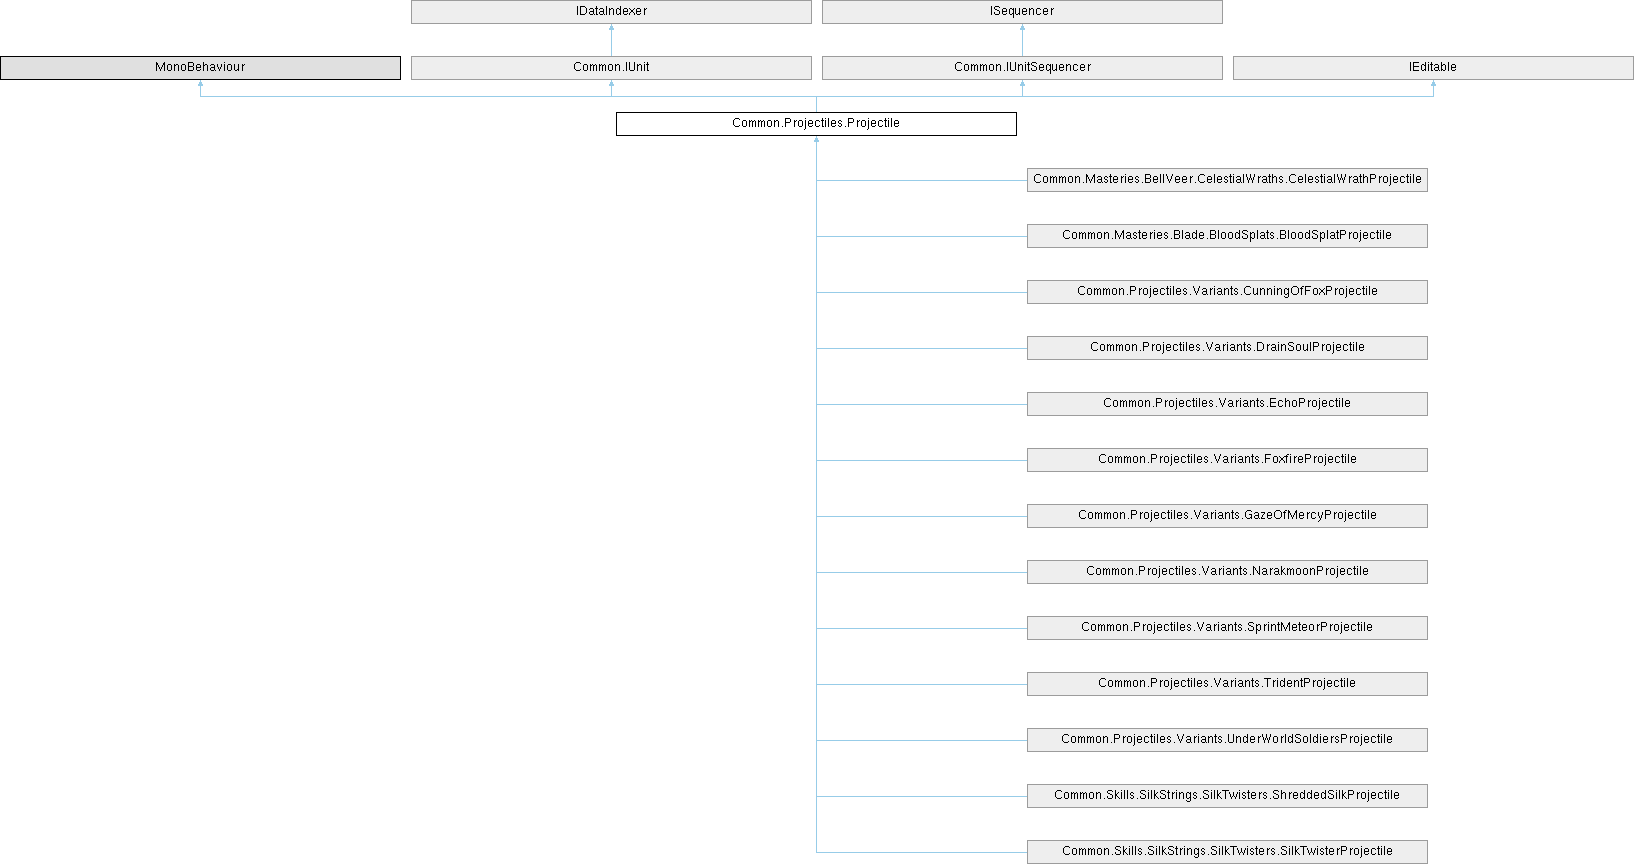 IDataIndexer
ISequencer
MonoBehaviour
Common.IUnit
Common.IUnitSequencer
IEditable
Common.Projectiles.Projectile
Common.Masteries.BellVeer.CelestialWraths.CelestialWrathProjectile
Common.Masteries.Blade.BloodSplats.BloodSplatProjectile
Common.Projectiles.Variants.CunningOfFoxProjectile
Common.Projectiles.Variants.DrainSoulProjectile
Common.Projectiles.Variants.EchoProjectile
Common.Projectiles.Variants.FoxfireProjectile
Common.Projectiles.Variants.GazeOfMercyProjectile
Common.Projectiles.Variants.NarakmoonProjectile
Common.Projectiles.Variants.SprintMeteorProjectile
Common.Projectiles.Variants.TridentProjectile
Common.Projectiles.Variants.UnderWorldSoldiersProjectile
Common.Skills.SilkStrings.SilkTwisters.ShreddedSilkProjectile
Common.Skills.SilkStrings.SilkTwisters.SilkTwisterProjectile